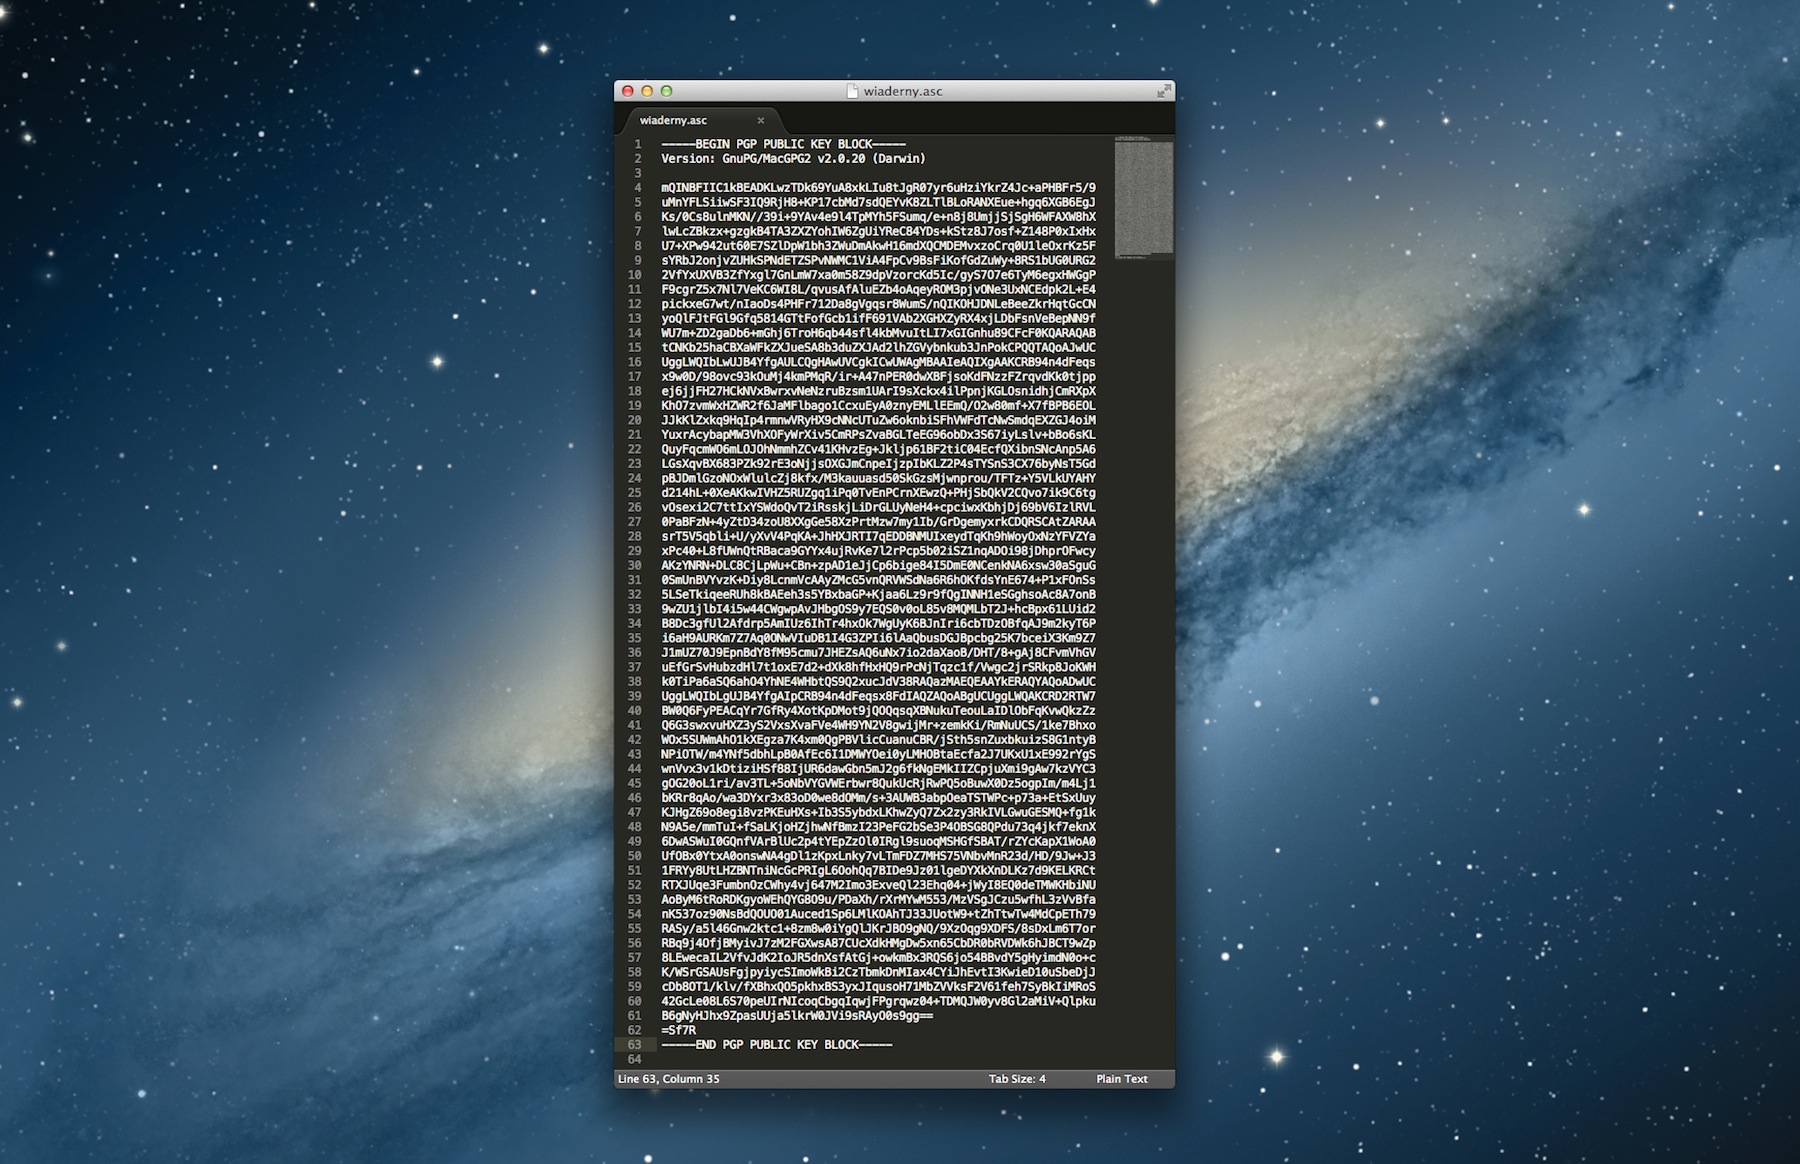 wiaderny.asc
wiaderny.asc ×
1 -----BEGIN PGP PUBLIC KEY BLOCK-----
2 Version: GnuPG/MacGPG2 v2.0.20 (Darwin)
3
4 mQINBFIIC1kBEADKLwzTDk69YuA8xkLIu8tJgR07yr6uHziYkrZ4Jc+aPHBFr5/9
5 uMnYFLSiiwSF3IQ9RjH8+KP17cbMd7sdQEYvK8ZLTlBLoRANXEue+hgq6XGB6EgJ
6 Ks/0Cs8ulnMKN//39i+9YAv4e9l4TpMYh5FSumq/e+n8j8UmjjSjSgH6WFAXW8hX
7 lwLcZBkzx+gzgkB4TA3ZXZYohIW6ZgUiYReC84YDs+kStz8J7osf+Z148P0xIxHx
8 U7+XPw942ut60E7SZlDpW1bh3ZWuDmAkwH16mdXQCMDEMvxzoCrq0U1leOxrKz5F
9 sYRbJ2onjvZUHkSPNdETZSPvNWMC1ViA4FpCv9BsFiKofGdZuWy+8RS1bUG0URG2
10 2VfYxUXVB3ZfYxgl7GnLmW7xa0m58Z9dpVzorcKd5Ic/gyS7O7e6TyM6egxHWGgP
11 F9cgrZ5x7Nl7VeKC6WI8L/qvusAfAluEZb4oAqeyROM3pjvONe3UxNCEdpk2L+E4
12 pickxeG7wt/nIaoDs4PHFr712Da8gVgqsr8WumS/nQIKOHJDNLeBeeZkrHqtGcCN
13 yoQlFJtFGl9Gfq5814GTtFofGcb1ifF691VAb2XGHXZyRX4xjLDbFsnVeBepNN9f
14 WU7m+ZD2gaDb6+mGhj6TroH6qb44sfl4kbMvuItLI7xGIGnhu89CFcF0KQARAQAB
15 tCNKb25haCBXaWFkZXJueSA8b3duZXJAd2lhZGVybnkub3JnPokCPQQTAQoAJwUC
16 UggLWQIbLwUJB4YfgAULCQgHAwUVCgkICwUWAgMBAAIeAQIXgAAKCRB94n4dFeqs
17 x9w0D/98ovc93kOuMj4kmPMqR/ir+A47nPER0dwXBFjsoKdFNzzFZrqvdKk0tjpp
18 ej6jjFH27HCkNVxBwrxvNeNzruBzsm1UArI9sXckx4ilPpnjKGLOsnidhjCmRXpX
19 KhO7zvmWxHZWR2f6JaMFlbago1CcxuEyA0znyEMLlEEmQ/O2w80mf+X7fBPB6EOL
20 JJkKlZxkq9HqIp4rmnwVRyHX9cNNcUTuZw6oknbiSFhVWFdTcNwSmdqEXZGJ4oiM
21 YuxrAcybapMW3VhXOFyWrXiv5CmRPsZvaBGLTeEG96obDx3S67iyLslv+bBo6sKL
22 QuyFqcmWO6mLOJOhNmmhZCv41KHvzEg+Jkljp61BF2tiC04EcfQXibnSNcAnp5A6
23 LGsXqvBX683PZk92rE3oNjjsOXGJmCnpeIjzpIbKLZ2P4sTYSnS3CX76byNsT5Gd
24 pBJDmlGzoNOxWlulcZj8kfx/M3kauuasd50SkGzsMjwnprou/TFTz+Y5VLkUYAHY
25 d214hL+0XeAKkwIVHZ5RUZgq1iPq0TvEnPCrnXEwzQ+PHjSbQkV2CQvo7ik9C6tg
26 vOsexi2C7ttIxYSWdoQvT2iRsskjLiDrGLUyNeH4+cpciwxKbhjDj69bV6IzlRVL
27 0PaBFzN+4yZtD34zoU8XXgGe58XzPrtMzw7my1Ib/GrDgemyxrkCDQRSCAtZARAA
28 srT5V5qbli+U/yXvV4PqKA+JhHXJRTI7qEDDBNMUIxeydTqKh9hWoyOxNzYFVZYa
29 xPc40+L8fUWnQtRBaca9GYYx4ujRvKe7l2rPcp5b02iSZ1nqADOi98jDhprOFwcy
30 AKzYNRN+DLC8CjLpWu+CBn+zpAD1eJjCp6bige84I5DmE0NCenkNA6xsw30aSguG
31 0SmUnBVYvzK+Diy8LcnmVcAAyZMcG5vnQRVWSdNa6R6hOKfdsYnE674+P1xFOnSs
32 5LSeTkiqeeRUh8kBAEeh3s5YBxbaGP+Kjaa6Lz9r9fQgINNH1eSGghsoAc8A7onB
33 9wZU1jlbI4i5w44CWgwpAvJHbgOS9y7EQS0v0oL85v8MQMLbT2J+hcBpx61LUid2
34 B8Dc3gfUl2Afdrp5AmIUz6IhTr4hxOk7WgUyK6BJnIri6cbTDzOBfqAJ9m2kyT6P
35 i6aH9AURKm7Z7Aq0ONwVIuDB1I4G3ZPIi6lAaQbusDGJBpcbg25K7bceiX3Km9Z7
36 J1mUZ70J9EpnBdY8fM95cmu7JHEZsAQ6uNx7io2daXaoB/DHT/8+gAj8CFvmVhGV
37 uEfGrSvHubzdHl7t1oxE7d2+dXk8hfHxHQ9rPcNjTqzc1f/Vwgc2jrSRkp8JoKWH
38 k0TiPa6aSQ6ahO4YhNE4WHbtQS9Q2xucJdV38RAQazMAEQEAAYkERAQYAQoADwUC
39 UggLWQIbLgUJB4YfgAIpCRB94n4dFeqsx8FdIAQZAQoABgUCUggLWQAKCRD2RTW7
40 BW0Q6FyPEACqYr7GfRy4XotKpDMot9jQOQqsqXBNukuTeouLaIDlObFqKvwQkzZz
41 Q6G3swxvuHXZ3yS2VxsXvaFVe4WH9YN2V8gwijMr+zemkKi/RmNuUCS/1ke7Bhxo
42 WOx5SUWmAhO1kXEgza7K4xm0QgPBVlicCuanuCBR/jSth5snZuxbkuizS8G1ntyB
43 NPiOTW/m4YNf5dbhLpB0AfEc6I1DMWYOei0yLMHOBtaEcfa2J7UKxU1xE992rYgS
44 wnVvx3v1kDtiziHSf88IjUR6dawGbn5mJ2g6fkNgEMkIIZCpjuXmi9gAw7kzVYC3
45 gOG20oL1ri/av3TL+5oNbVYGVWErbwr8QukUcRjRwPQ5oBuwX0Dz5ogpIm/m4Lj1
46 bKRr8qAo/wa3DYxr3x83oD0we8dOMm/s+3AUWB3abpOeaTSTWPc+p73a+EtSxUuy
47 KJHgZ69o8egi8vzPKEuHXs+Ib3S5ybdxLKhwZyQ7Zx2zy3RkIVLGwuGESMQ+fg1k
48 N9A5e/mmTuI+fSaLKjoHZjhwNfBmzI23PeFG2bSe3P4OBSG8QPdu73q4jkf7eknX
49 6DwASWuI0GQnfVArBlUc2p4tYEpZzOl0IRgl9suoqMSHGfSBAT/rZYcKapX1WoA0
50 UfOBx0YtxA0onswNA4gDl1zKpxLnky7vLTmFDZ7MHS75VNbvMnR23d/HD/9Jw+J3
51 1FRYy8UtLHZBNTniNcGcPRIgL6OohQq7BIDe9Jz01lgeDYXkXnDLKz7d9KELKRCt
52 RTXJUqe3FumbnOzCWhy4vj647M2Imo3ExveQl23Ehq04+jWyI8EQ0deTMWKHbiNU
53 AoByM6tRoRDKgyoWEhQYG8O9u/PDaXh/rXrMYwM553/MzVSgJCzu5wfhL3zVvBfa
54 nK537oz90NsBdQOUO01Auced1Sp6LMlKOAhTJ33JUotW9+tZhTtwTw4MdCpETh79
55 RASy/a5l46Gnw2ktc1+8zm8w0iYgQlJKrJBO9gNQ/9XzOqg9XDFS/8sDxLm6T7or
56 RBq9j4OfjBMyivJ7zM2FGXwsA87CUcXdkHMgDw5xn65CbDR0bRVDWk6hJBCT9wZp
57 8LEwecaIL2VfvJdK2IoJR5dnXsfAtGj+owkmBx3RQS6jo54BBvdY5gHyimdN0o+c
58 K/WSrGSAUsFgjpyiycSImoWkBi2CzTbmkDnMIax4CYiJhEvtI3KwieD10uSbeDjJ
59 cDb8OT1/klv/fXBhxQO5pkhxBS3yxJIqusoH71MbZVVksF2V61feh7SyBkIiMRoS
60 42GcLe08L6S70peUIrNIcoqCbgqIqwjFPgrqwz04+TDMQJW0yv8Gl2aMiV+Qlpku
61 B6gNyHJhx9ZpasUUja5lkrW0JVi9sRAyO0s9gg==
62 =Sf7R
63 -----END PGP PUBLIC KEY BLOCK-----
64
Line 63, Column 35 Tab Size: 4 Plain Text